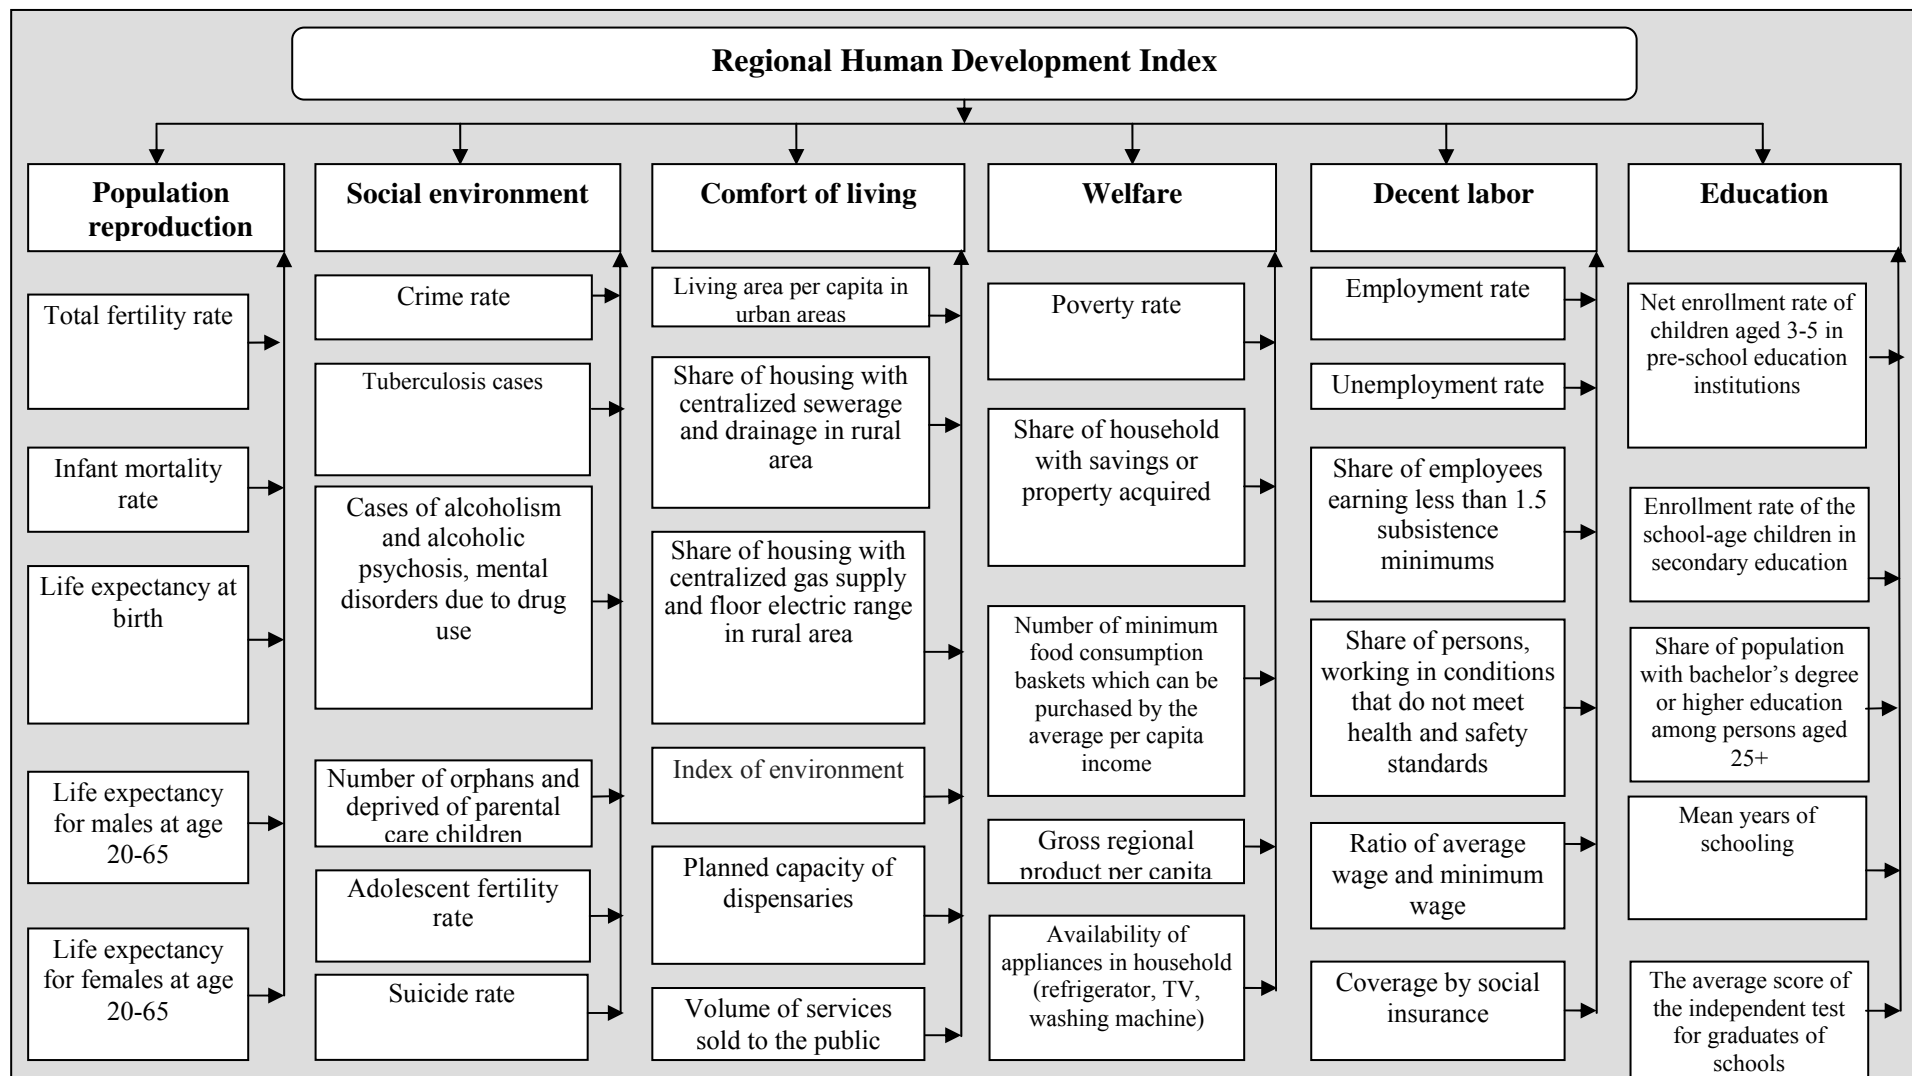 Regional Human Development Index
Population
reproduction
Total fertility rate
Infant mortality
rate
Life expectancy at
birth
Life expectancy
for males at age
20-65
Life expectancy
for females at age
20-65
Social environment
Crime rate
Tuberculosis cases
Cases of alcoholism
and alcoholic
psychosis, mental
disorders due to drug
use
Number of orphans and
deprived of parental
care children
Adolescent fertility
rate
Suicide rate
Comfort of living
Living area per capita in
urban areas
Share of housing with
centralized sewerage
and drainage in rural
area
Share of housing with
centralized gas supply
and floor electric range
in rural area
Index of environment
Planned capacity of
dispensaries
Volume of services
sold to the public
Welfare
Poverty rate
Share of household
with savings or
property acquired
Number of minimum
food consumption
baskets which can be
purchased by the
average per capita
income
Gross regional
product per capita
Availability of
appliances in household
(refrigerator, TV,
washing machine)
Decent labor
Employment rate
Unemployment rate
Share of employees
earning less than 1.5
subsistence
minimums
Share of persons,
working in conditions
that do not meet
health and safety
standards
Ratio of average
wage and minimum
wage
Coverage by social
insurance
Education
Net enrollment rate of
children aged 3-5 in
pre-school education
institutions
Enrollment rate of the
school-age children in
secondary education
Share of population
with bachelor’s degree
or higher education
among persons aged
25+
Mean years of
schooling
The average score of
the independent test
for graduates of
schools